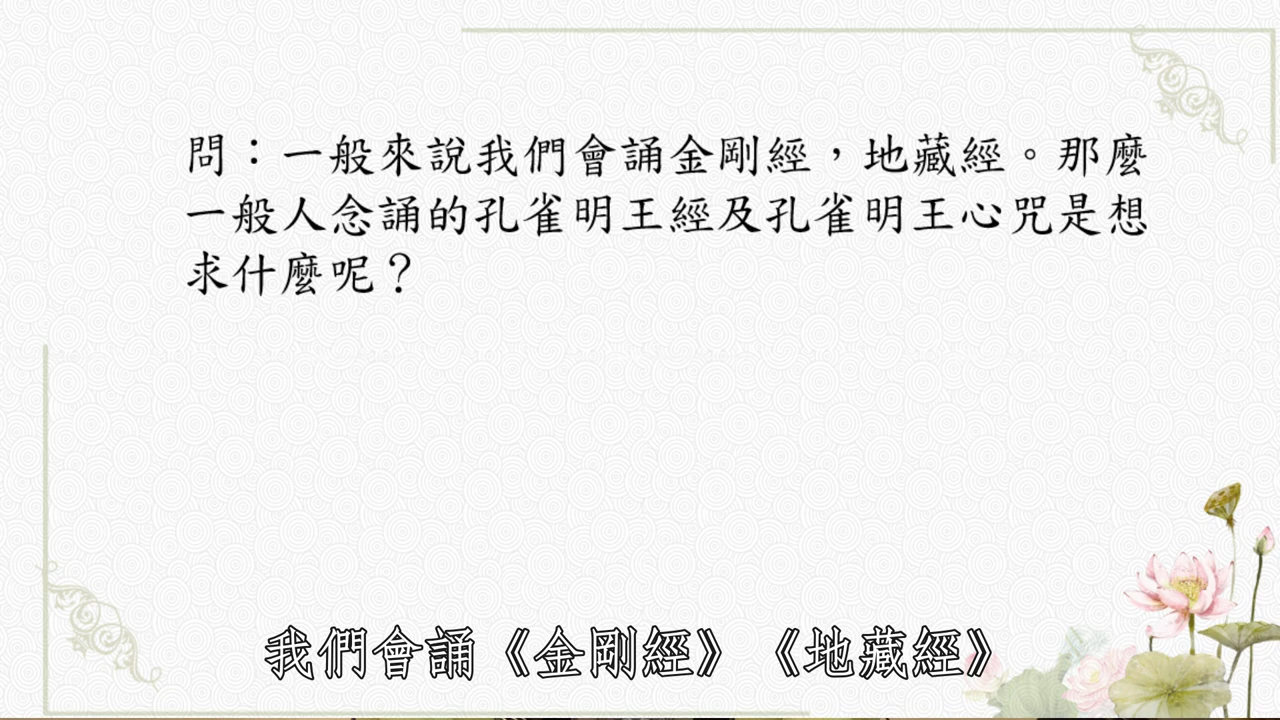 問：一般來說我們會誦金剛經，地藏經。那麼
一般人念誦的孔雀明王經及孔雀明王心咒是想
求什麼呢？
我們會誦《金剛經》《地藏經》